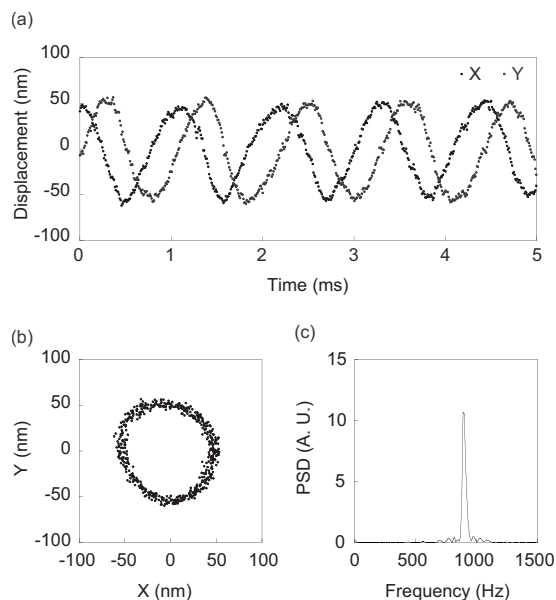 (a)
100
50
0
-50
-100
Displacement (nm)
X Y
0 1 2 3 4 5
Time (ms)
(b)
100
50
0
-50
-100
Y (nm)
-100 -50 0 50 100
X (nm)
(c)
15
10
5
0
PSD (A. U.)
0 500 1000 1500
Frequency (Hz)